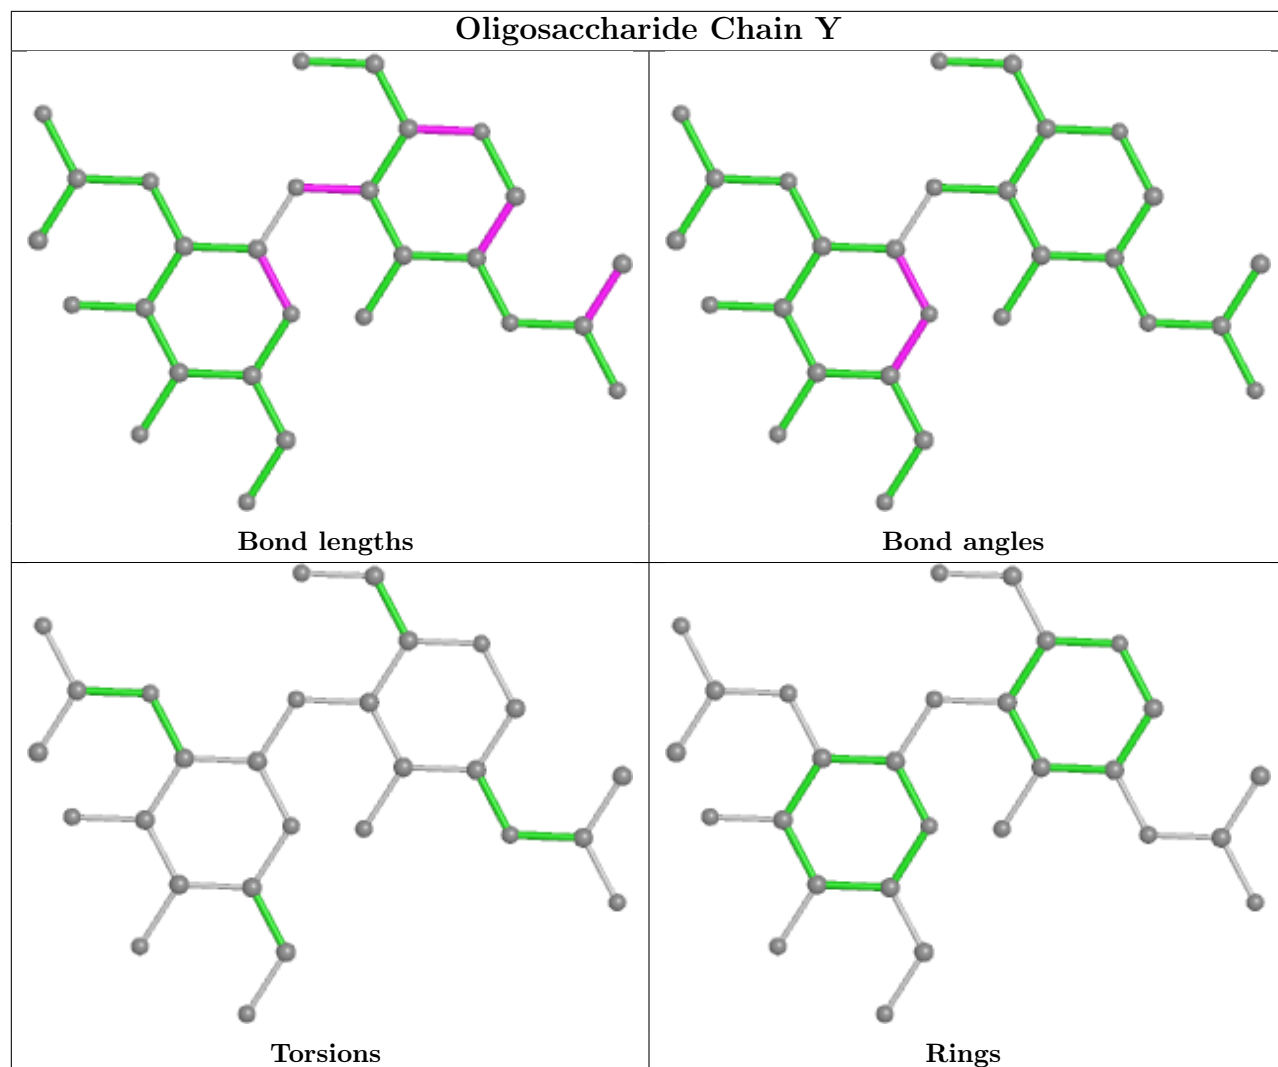 Oligosaccharide Chain Y
Bond lengths
Bond angles
Torsions
Rings